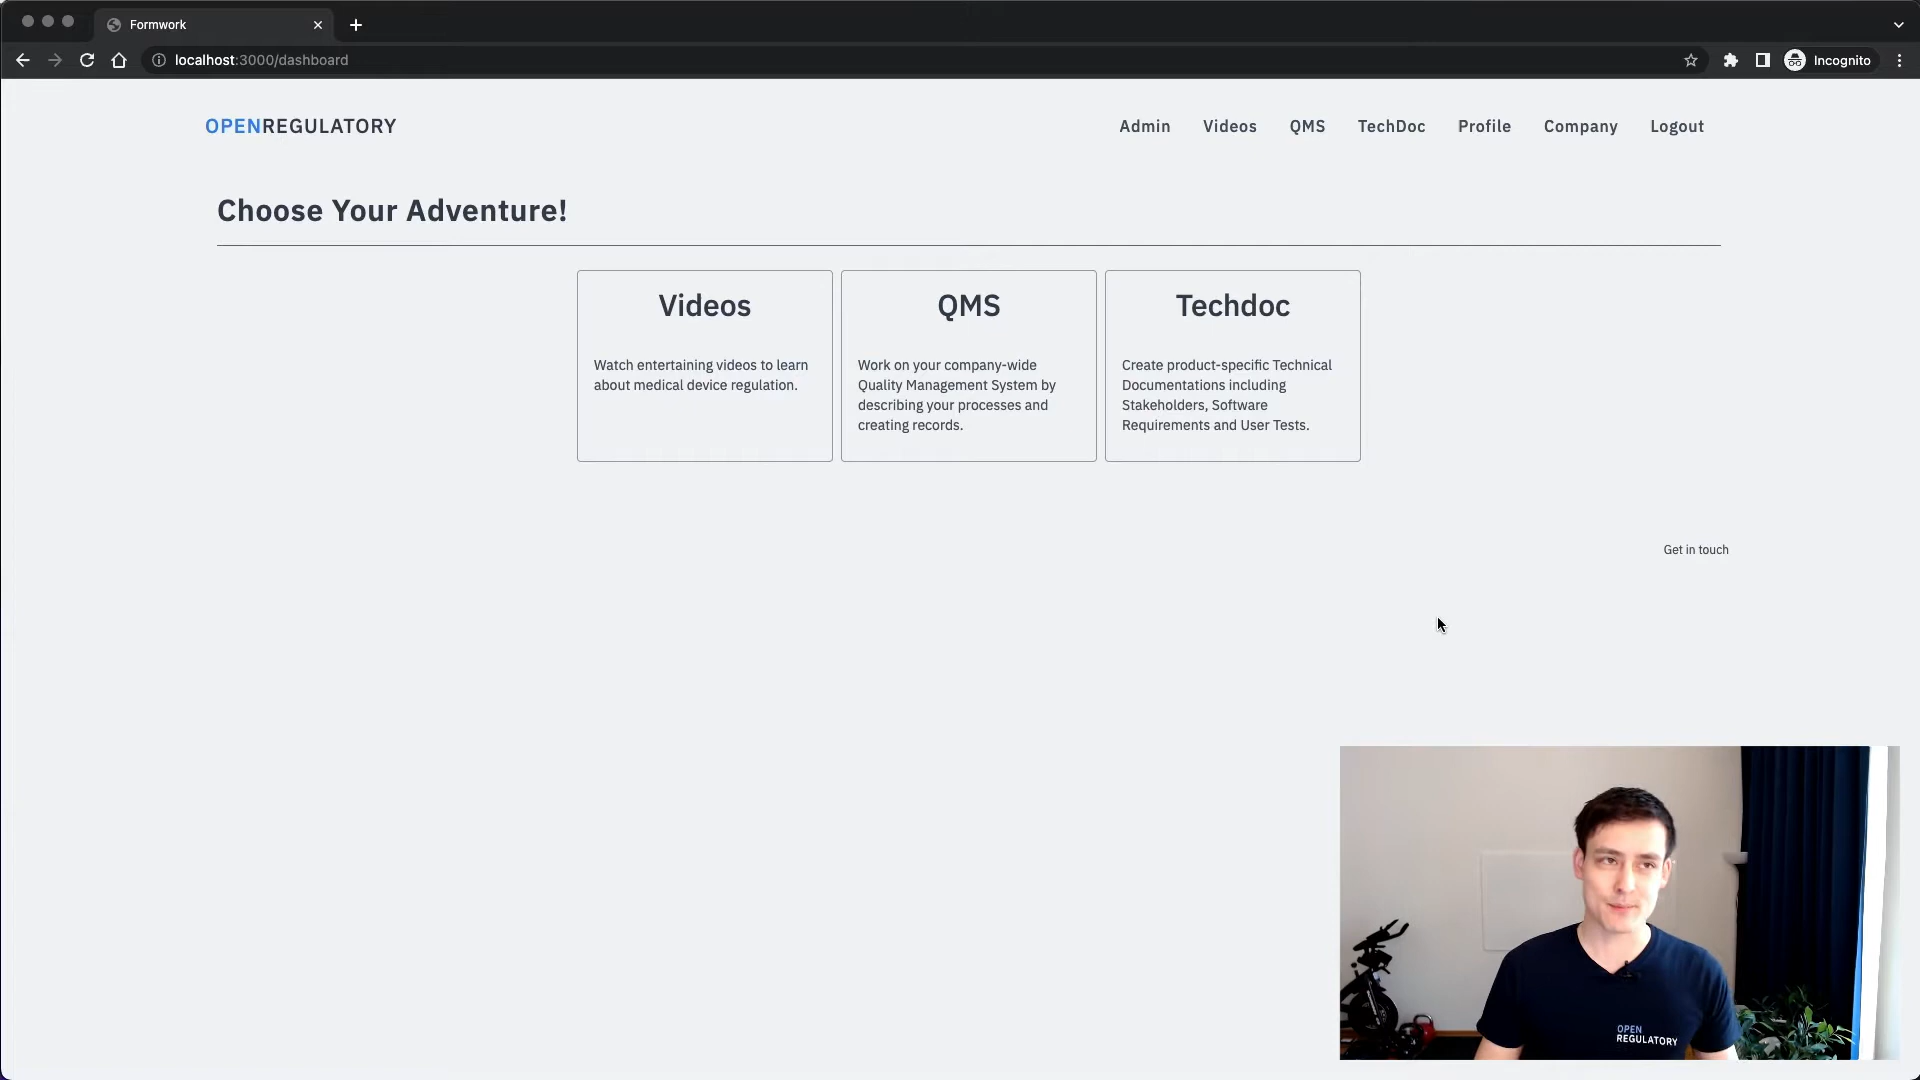 Formwork
localhost:3000/dashboard
Incognito
OPENREGULATORY
Admin Videos QMS TechDoc Profile Company Logout
Choose Your Adventure!
Videos
Watch entertaining videos to learn
about medical device regulation.
QMS
Work on your company-wide
Quality Management System by
describing your processes and
creating records.
Techdoc
Create product-specific Technical
Documentations including
Stakeholders, Software
Requirements and User Tests.
Get in touch
OPEN
REGULATORY